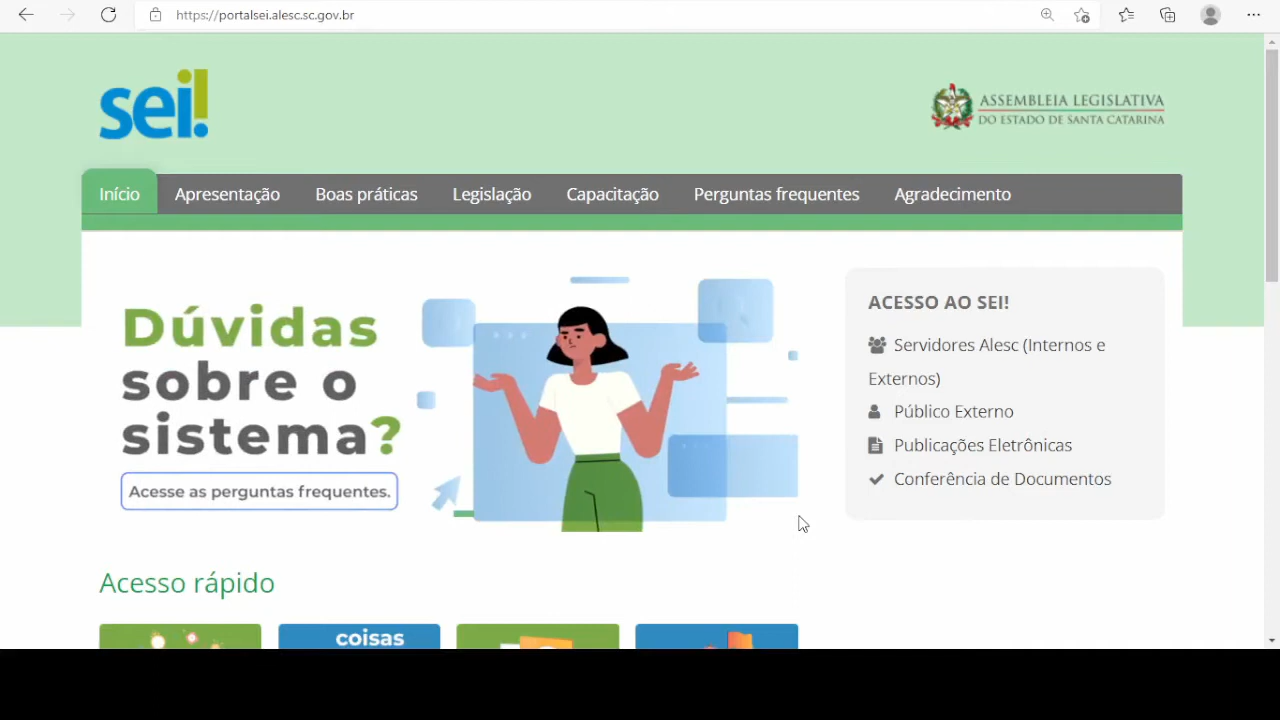 https://portalsei.alesc.sc.gov.br
sei!
ASSEMBLEIA LEGISLATIVA
DO ESTADO DE SANTA CATARINA
Início Apresentação Boas práticas Legislação Capacitação Perguntas frequentes Agradecimento
Dúvidas
sobre o
sistema?
Acesse as perguntas frequentes.
ACESSO AO SEI!
Servidores Alesc (Internos e
Externos)
Público Externo
Publicações Eletrônicas
Conferência de Documentos
Acesso rápido
coisas